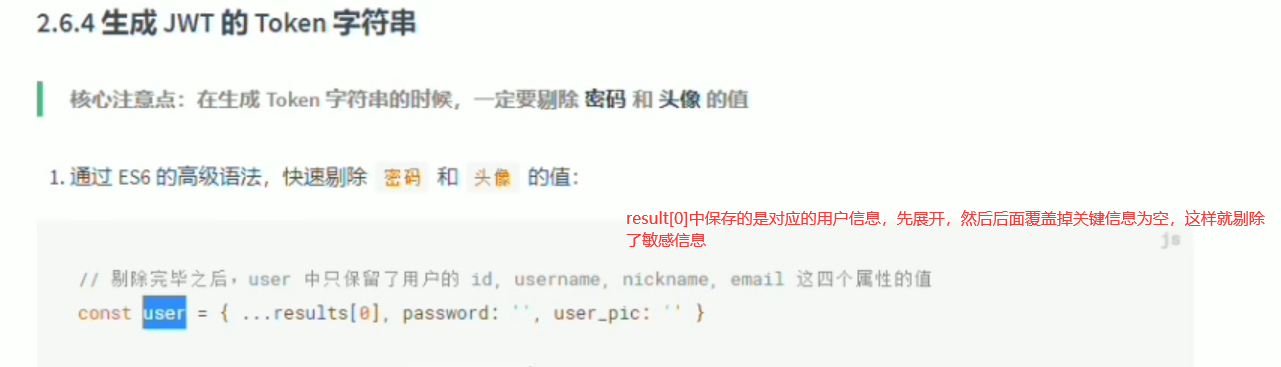 2.6.4 生成 JWT 的 Token 字符串
核心注意点：在生成 Token 字符串的时候，一定要剔除 密码 和 头像 的值
1. 通过 ES6 的高级语法，快速剔除 密码 和 头像 的值：
result[0]中保存的是对应的用户信息，先展开，然后后面覆盖掉关键信息为空，这样就剔除
了敏感信息
js
// 剔除完毕之后，user 中只保留了用户的 id, username, nickname, email 这四个属性的值
const user = { ...results[0], password: '', user_pic: '' }